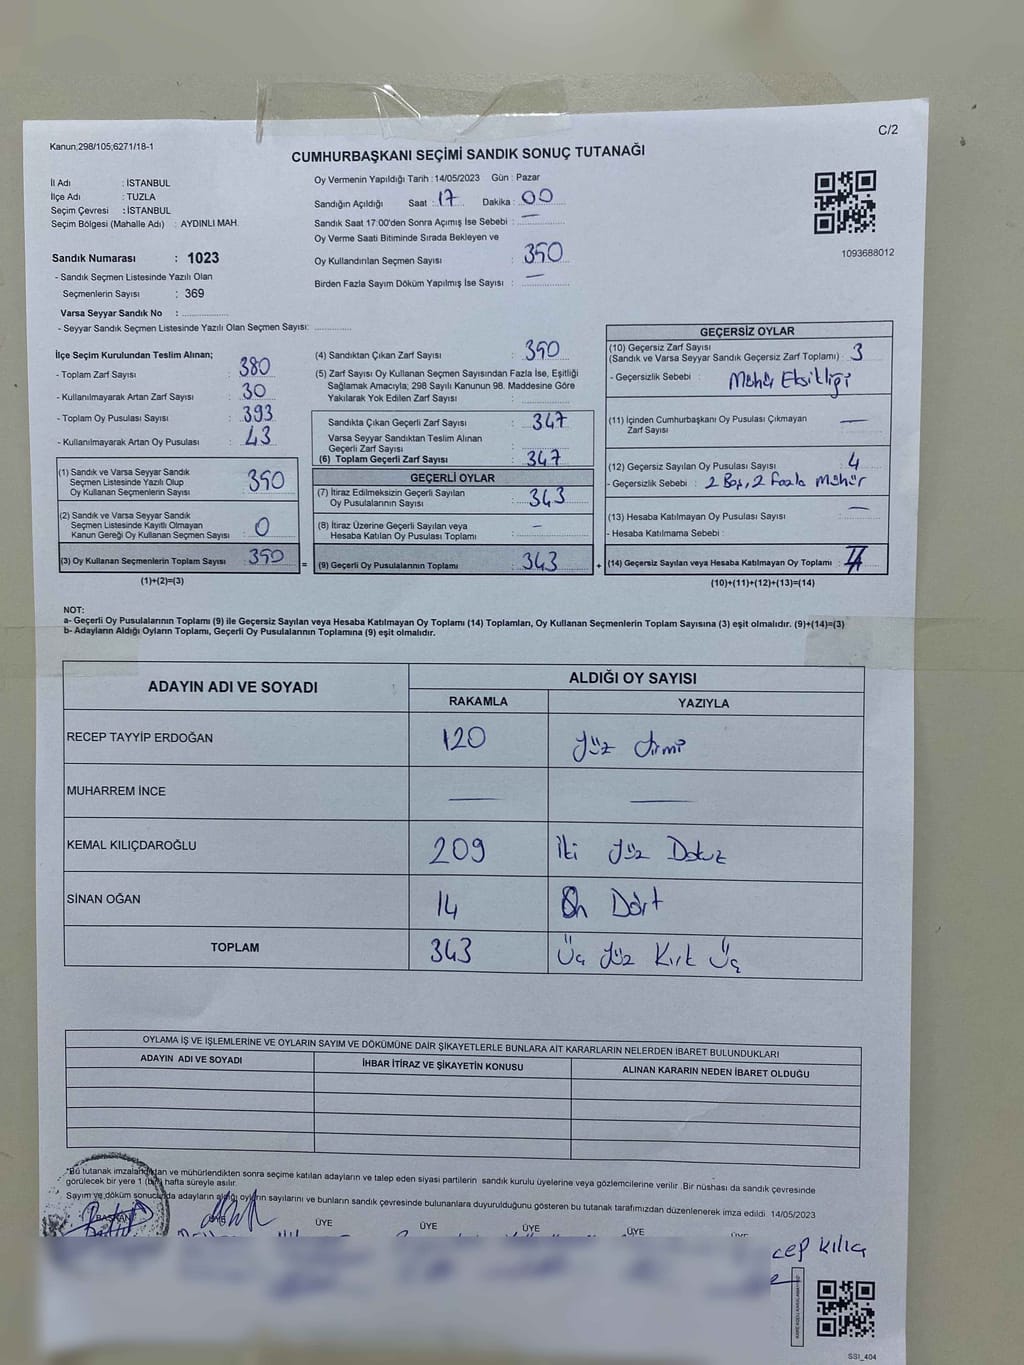 C/2
Kanun;298/105;6271/18-1
CUMHURBAŞKANI SEÇİMİ SANDIK SONUÇ TUTANAĞI
İl Adı : İSTANBUL
İlçe Adı : TUZLA
Seçim Çevresi : İSTANBUL
Seçim Bölgesi (Mahalle Adı) : AYDINLI MAH.
Sandık Numarası : 1023
- Sandık Seçmen Listesinde Yazılı Olan
Seçmenlerin Sayısı : 369
Varsa Seyyar Sandık No :
- Seyyar Sandık Seçmen Listesinde Yazılı Olan Seçmen Sayısı:
Oy Vermenin Yapıldığı Tarih : 14/05/2023 Gün : Pazar
Sandığın Açıldığı Saat : 17 Dakika : 00
Sandık Saat 17:00'den Sonra Açımış İse Sebebi : —
Oy Verme Saati Bitiminde Sırada Bekleyen ve
Oy Kullandırılan Seçmen Sayısı : 350
Birden Fazla Sayım Döküm Yapılmış İse Sayısı : —
1093688012
İlçe Seçim Kurulundan Teslim Alınan;
- Toplam Zarf Sayısı : 380
- Kullanılmayarak Artan Zarf Sayısı : 30
- Toplam Oy Pusulası Sayısı : 393
- Kullanılmayarak Artan Oy Pusulası : 43
(1) Sandık ve Varsa Seyyar Sandık
Seçmen Listesinde Yazılı Olup
Oy Kullanan Seçmenlerin Sayısı : 350
(2) Sandık ve Varsa Seyyar Sandık
Seçmen Listesinde Kayıtlı Olmayan
Kanun Gereği Oy Kullanan Seçmen Sayısı : 0
(3) Oy Kullanan Seçmenlerin Toplam Sayısı : 350
(1)+(2)=(3)
(4) Sandıktan Çıkan Zarf Sayısı : 350
(5) Zarf Sayısı Oy Kullanan Seçmen Sayısından Fazla İse, Eşitliği
Sağlamak Amacıyla; 298 Sayılı Kanunun 98. Maddesine Göre
Yakılarak Yok Edilen Zarf Sayısı :
Sandıkta Çıkan Geçerli Zarf Sayısı : 347
Varsa Seyyar Sandıktan Teslim Alınan
Geçerli Zarf Sayısı :
(6) Toplam Geçerli Zarf Sayısı : 347
GEÇERLİ OYLAR
(7) İtiraz Edilmeksizin Geçerli Sayılan
Oy Pusulalarının Sayısı : 343
(8) İtiraz Üzerine Geçerli Sayılan veya
Hesaba Katılan Oy Pusulası Toplamı : –
= (9) Geçerli Oy Pusulalarının Toplamı : 343
GEÇERSİZ OYLAR
(10) Geçersiz Zarf Sayısı
(Sandık ve Varsa Seyyar Sandık Geçersiz Zarf Toplamı) : 3
- Geçersizlik Sebebi : Mühür Eksikliği
(11) İçinden Cumhurbaşkanı Oy Pusulası Çıkmayan
Zarf Sayısı : —
(12) Geçersiz Sayılan Oy Pusulası Sayısı : 4
- Geçersizlik Sebebi : 2 Boş, 2 Fazla Mühür
(13) Hesaba Katılmayan Oy Pusulası Sayısı : —
- Hesaba Katılmama Sebebi :
+ (14) Geçersiz Sayılan veya Hesaba Katılmayan Oy Toplamı :
(10)+(11)+(12)+(13)=(14)
NOT:
a- Geçerli Oy Pusulalarının Toplamı (9) ile Geçersiz Sayılan veya Hesaba Katılmayan Oy Toplamı (14) Toplamları, Oy Kullanan Seçmenlerin Toplam Sayısına (3) eşit olmalıdır. (9)+(14)=(3)
b- Adayların Aldığı Oyların Toplamı, Geçerli Oy Pusulalarının Toplamına (9) eşit olmalıdır.
ADAYIN ADI VE SOYADI ALDIĞI OY SAYISI
RAKAMLA YAZIYLA
RECEP TAYYİP ERDOĞAN 120 Yüz Yirmi
MUHARREM İNCE — —
KEMAL KILIÇDAROĞLU 209 İki Yüz Dokuz
SİNAN OĞAN 14 On Dört
TOPLAM 343 Üç Yüz Kırk Üç
OYLAMA İŞ VE İŞLEMLERİNE VE OYLARIN SAYIM VE DÖKÜMÜNE DAİR ŞİKAYETLERLE BUNLARA AİT KARARLARIN NELERDEN İBARET BULUNDUKLARI
ADAYIN ADI VE SOYADI İHBAR İTİRAZ VE ŞİKAYETİN KONUSU ALINAN KARARIN NEDEN İBARET OLDUĞU
*Bu tutanak imzalandıktan ve mühürlendikten sonra seçime katılan adayların ve talep eden siyasi partilerin sandık kurulu üyelerine veya gözlemcilerine verilir. Bir nüshası da sandık çevresinde
görülecek bir yere 1 (bir) hafta süreyle asılır.
Sayım ve döküm sonucunda adayların aldığı oyların sayılarını ve bunların sandık çevresinde bulunanlara duyurulduğunu gösteren bu tutanak tarafımızdan düzenlenerek imza edildi. 14/05/2023
BAŞKAN ÜYE ÜYE ÜYE ÜYE
cep Kılıç
SSI_404